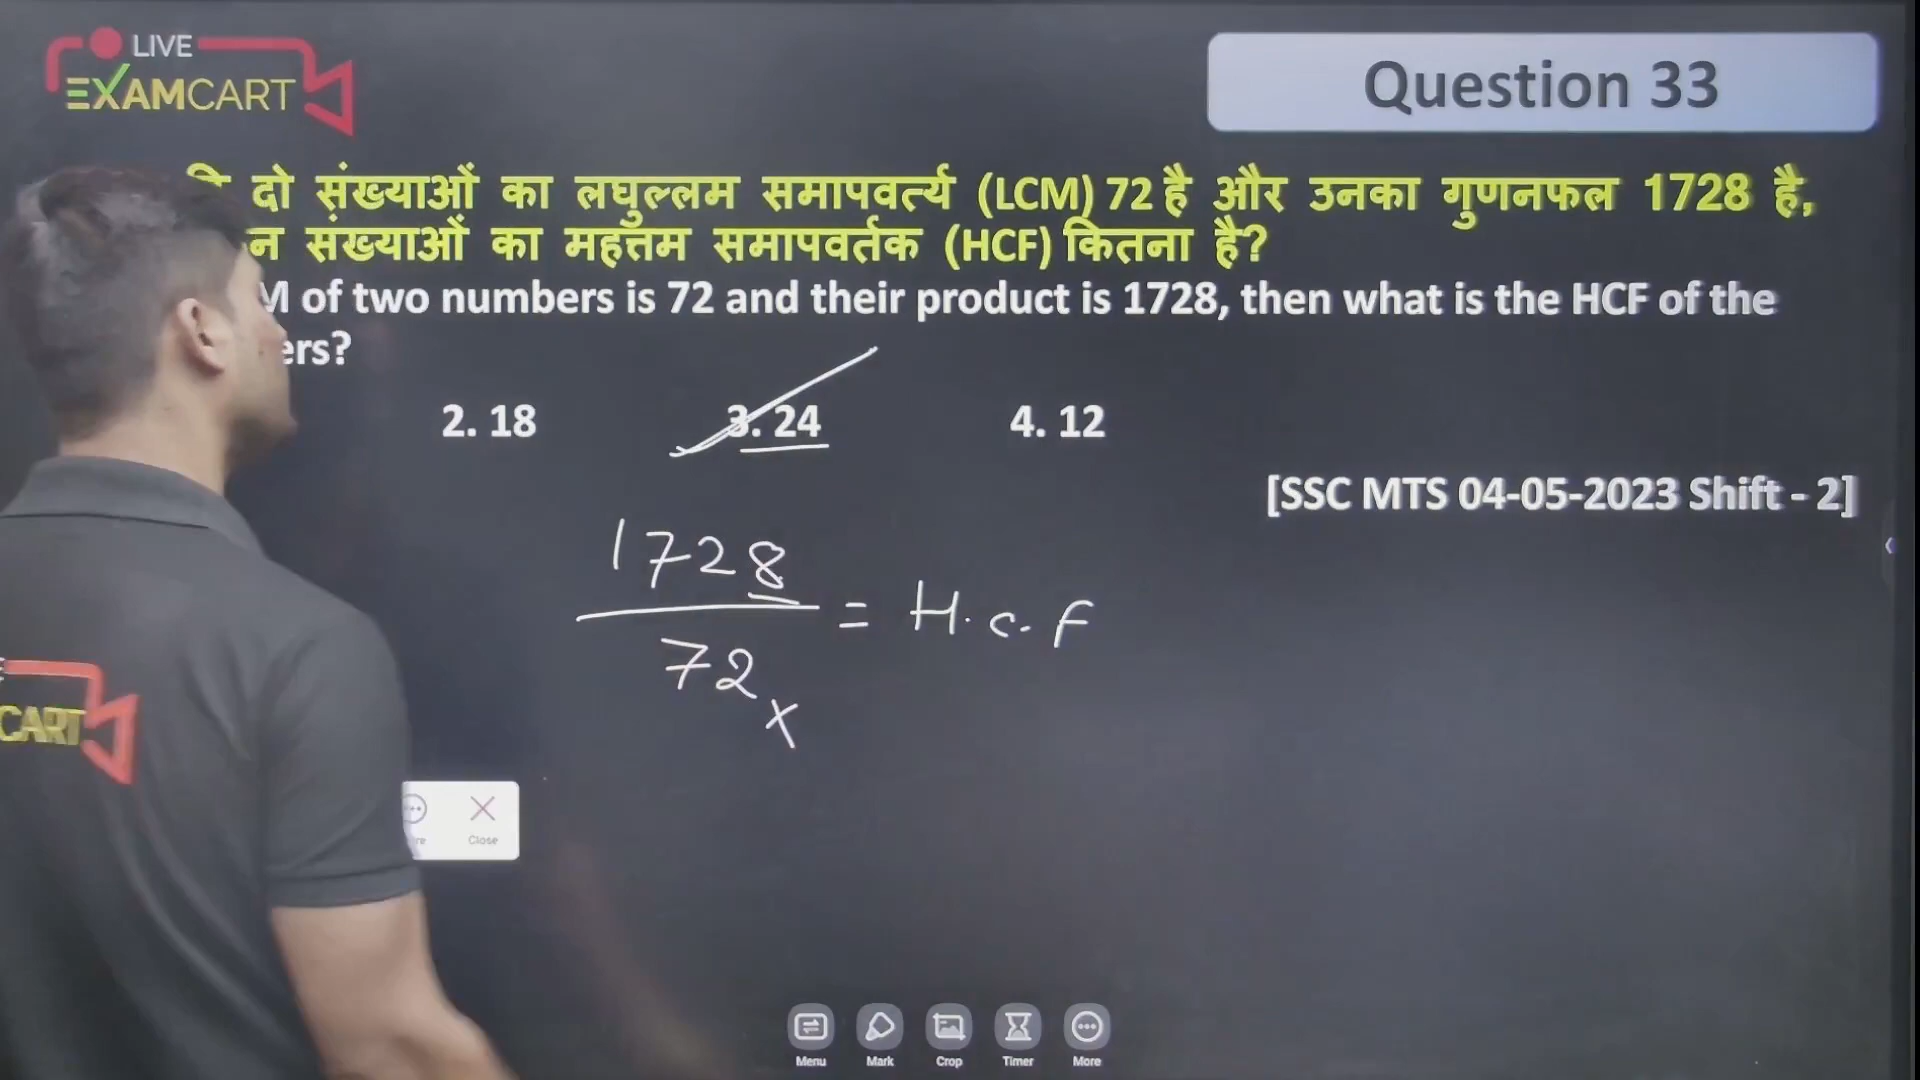 LIVE
EXAMCART
Question 33
दो संख्याओं का लघुत्तम समापवर्त्य (LCM) 72 है और उनका गुणनफल 1728 है,
संख्याओं का महत्तम समापवर्तक (HCF) कितना है?
M of two numbers is 72 and their product is 1728, then what is the HCF of the
ers?
2. 18 3. 24 4. 12
[SSC MTS 04-05-2023 Shift - 2]
1728
= H.C.F
72
x
CART
re Close
Menu Mark Crop Timer More